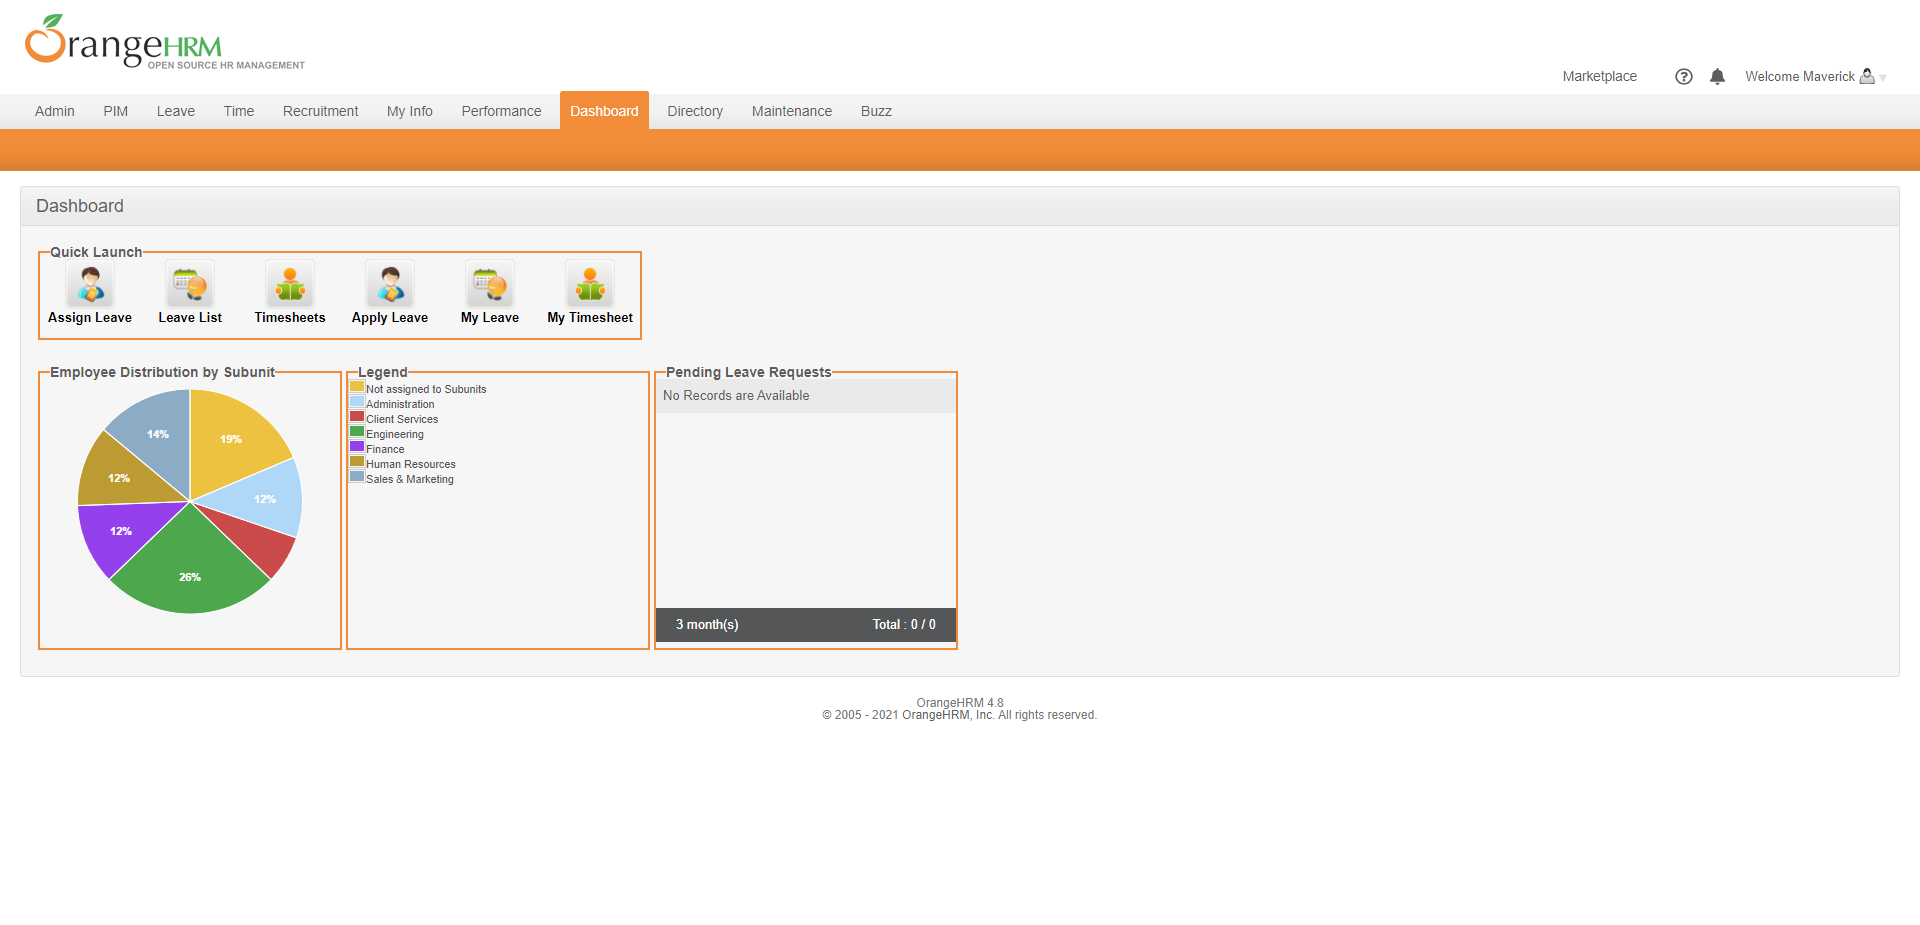 OrangeHRM
OPEN SOURCE HR MANAGEMENT
Marketplace ? Welcome Maverick
Admin PIM Leave Time Recruitment My Info Performance Dashboard Directory Maintenance Buzz
Dashboard
Quick Launch
Assign Leave Leave List Timesheets Apply Leave My Leave My Timesheet
Employee Distribution by Subunit
19%
12%
26%
12%
12%
14%
Legend
Not assigned to Subunits
Administration
Client Services
Engineering
Finance
Human Resources
Sales & Marketing
Pending Leave Requests
No Records are Available
3 month(s) Total : 0 / 0
OrangeHRM 4.8
© 2005 - 2021 OrangeHRM, Inc. All rights reserved.